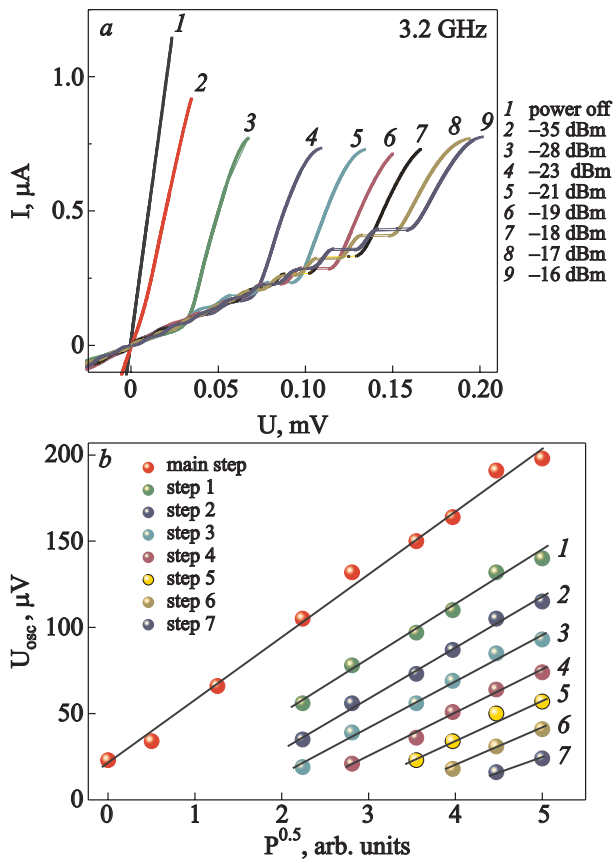 a
3.2 GHz
1
2
3 4 5 6 7 8 9
1.0
0.5
0
I, μA
0 0.05 0.10 0.15 0.20
U, mV
1 power off
2 –35 dBm
3 –28 dBm
4 –23 dBm
5 –21 dBm
6 –19 dBm
7 –18 dBm
8 –17 dBm
9 –16 dBm
b
200
150
100
50
0
Uosc, μV
main step
step 1
step 2
step 3
step 4
step 5
step 6
step 7
1
2
3
4
5
6
7
0 1 2 3 4 5
P0.5, arb. units